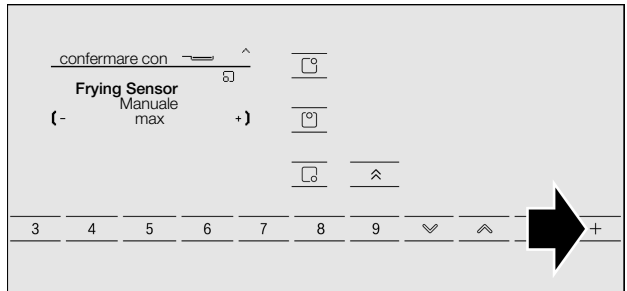 confermare con
Frying Sensor
Manuale
(- max +)
3 4 5 6 7 8 9 +